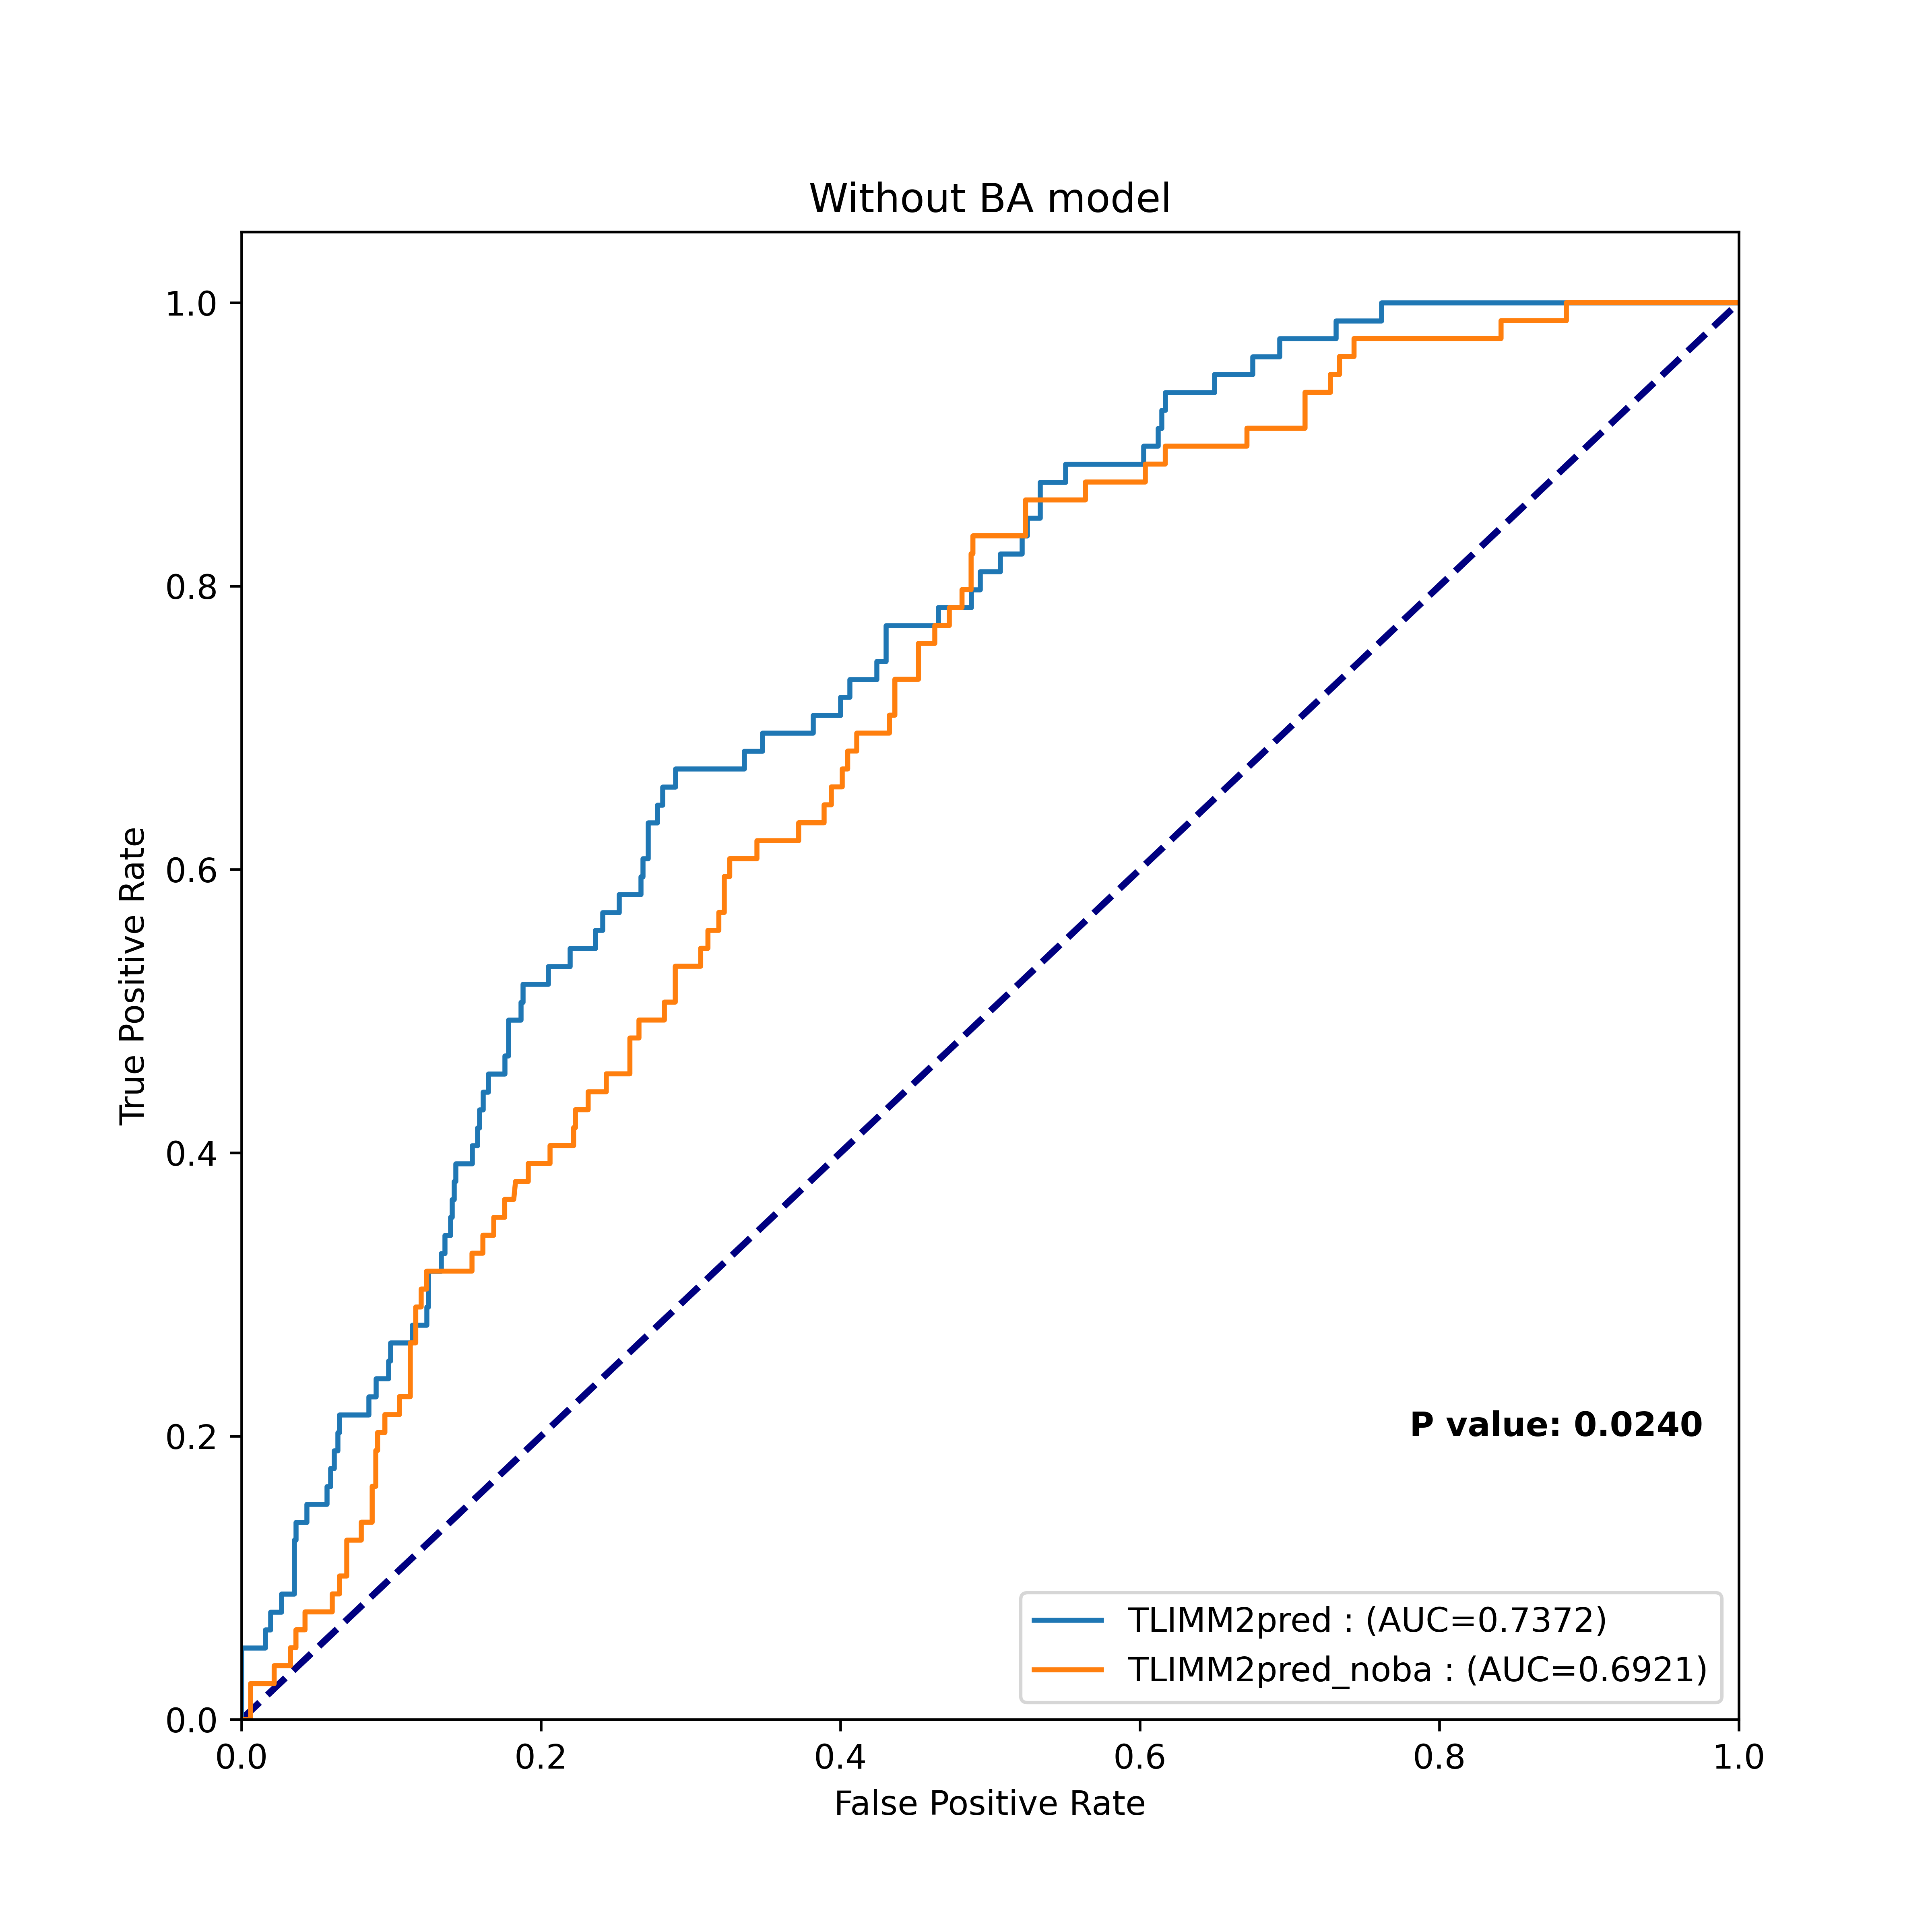 Without BA model
True Positive Rate
1.0
0.8
0.6
0.4
0.2
0.0
P value: 0.0240
TLIMM2pred : (AUC=0.7372)
TLIMM2pred_noba : (AUC=0.6921)
0.0 0.2 0.4 0.6 0.8 1.0
False Positive Rate